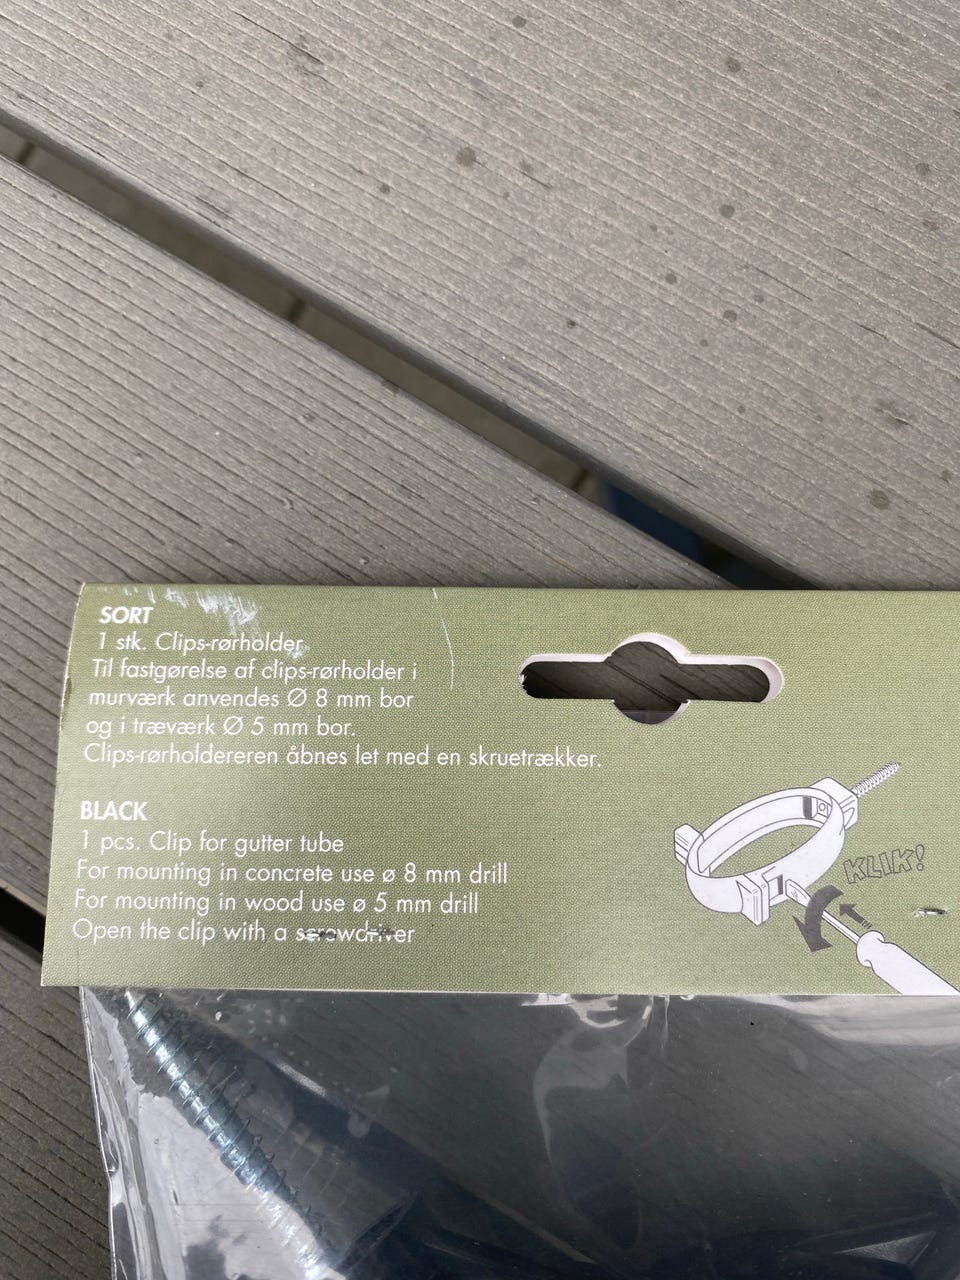 SORT
1 stk. Clips-rørholder
Til fastgørelse af clips-rørholder i
murværk anvendes Ø 8 mm bor
og i træværk Ø 5 mm bor.
Clips-rørholdereren åbnes let med en skruetrækker.
BLACK
1 pcs. Clip for gutter tube
For mounting in concrete use ø 8 mm drill
For mounting in wood use ø 5 mm drill
Open the clip with a screwdriver
KLIK!